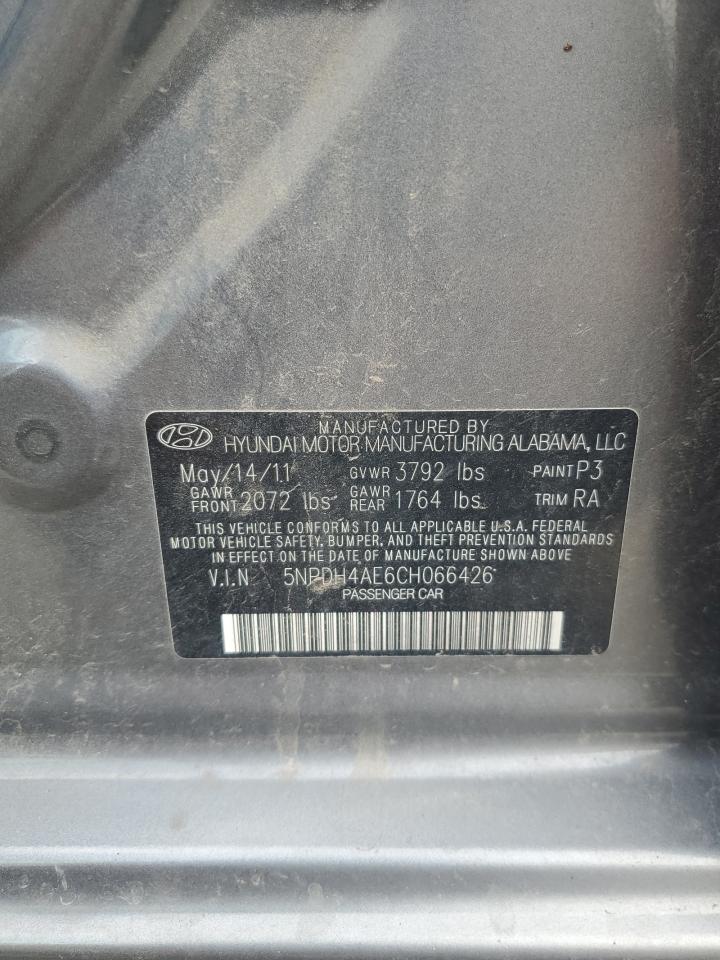 MANUFACTURED BY
HYUNDAI MOTOR MANUFACTURING ALABAMA, LLC
May/14/11 GVWR 3792 lbs PAINT P3
GAWR FRONT 2072 lbs GAWR REAR 1764 lbs TRIM RA
THIS VEHICLE CONFORMS TO ALL APPLICABLE U.S.A. FEDERAL
MOTOR VEHICLE SAFETY, BUMPER, AND THEFT PREVENTION STANDARDS
IN EFFECT ON THE DATE OF MANUFACTURE SHOWN ABOVE
V.I.N 5NPDH4AE6CH066426
PASSENGER CAR